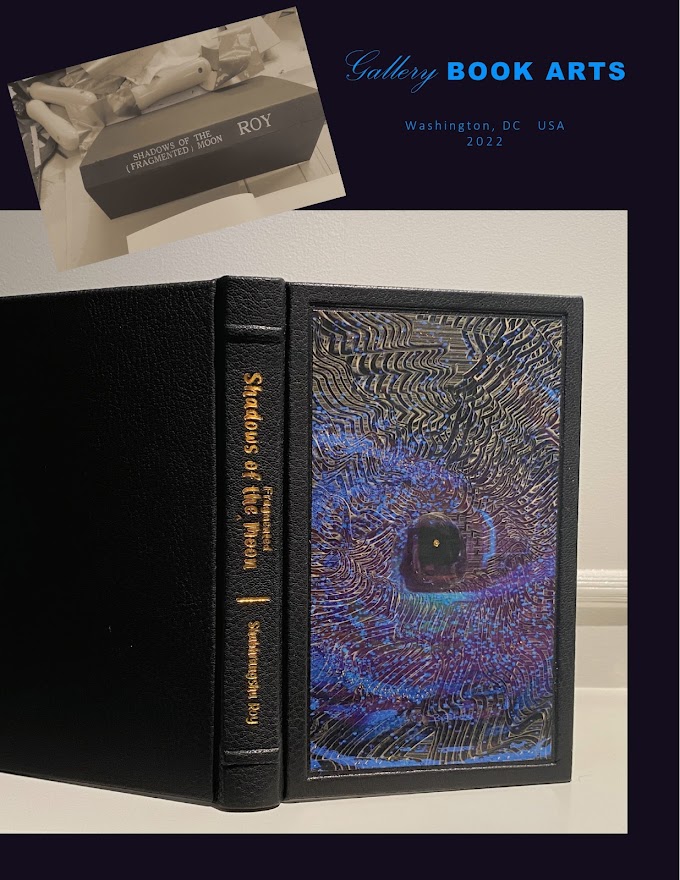 Gallery BOOK ARTS
Washington, DC USA
2022
SHADOWS OF THE
(FRAGMENTED) MOON
ROY
Fragmented
Shadows of the Moon
Roy